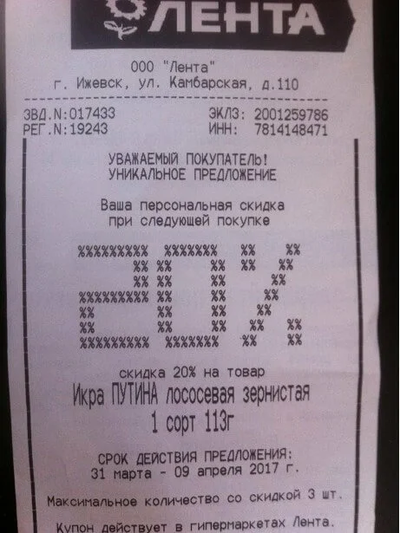 ЛЕНТА
ООО "Лента"
г. Ижевск, ул. Камбарская, д.110
ЗВД.N:017433 ЭКЛЗ: 2001259786
РЕГ.N:19243 ИНН: 7814148471
УВАЖАЕМЫЙ ПОКУПАТЕЛЬ!
УНИКАЛЬНОЕ ПРЕДЛОЖЕНИЕ
Ваша персональная скидка
при следующей покупке
20%
скидка 20% на товар
Икра ПУТИНА лососевая зернистая
1 сорт 113г
СРОК ДЕЙСТВИЯ ПРЕДЛОЖЕНИЯ:
31 марта - 09 апреля 2017 г.
Максимальное количество со скидкой 3 шт.
Купон действует в гипермаркетах Лента.